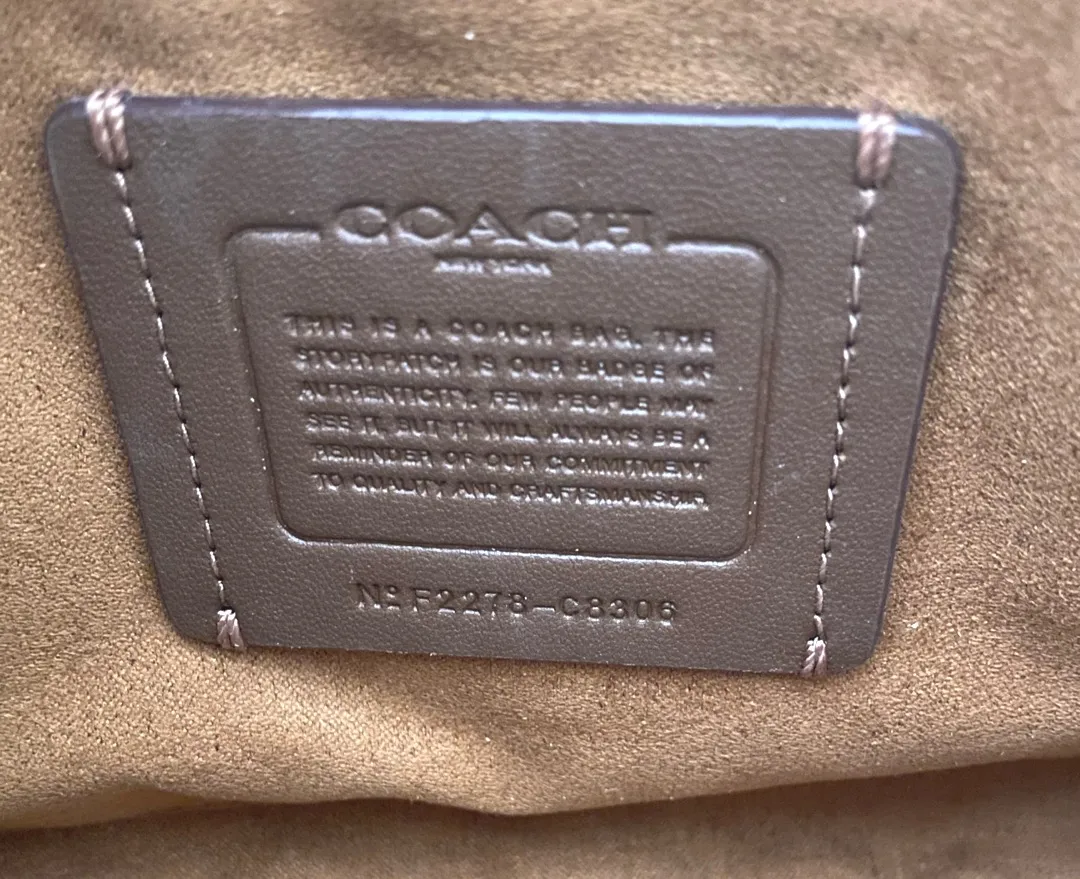 COACH
NEW YORK
THIS IS A COACH BAG. THE
STORYPATCH IS OUR BADGE OF
AUTHENTICITY. FEW PEOPLE MAY
SEE IT, BUT IT WILL ALWAYS BE A
REMINDER OF OUR COMMITMENT
TO QUALITY AND CRAFTSMANSHIP.
Nº F2278-C8306